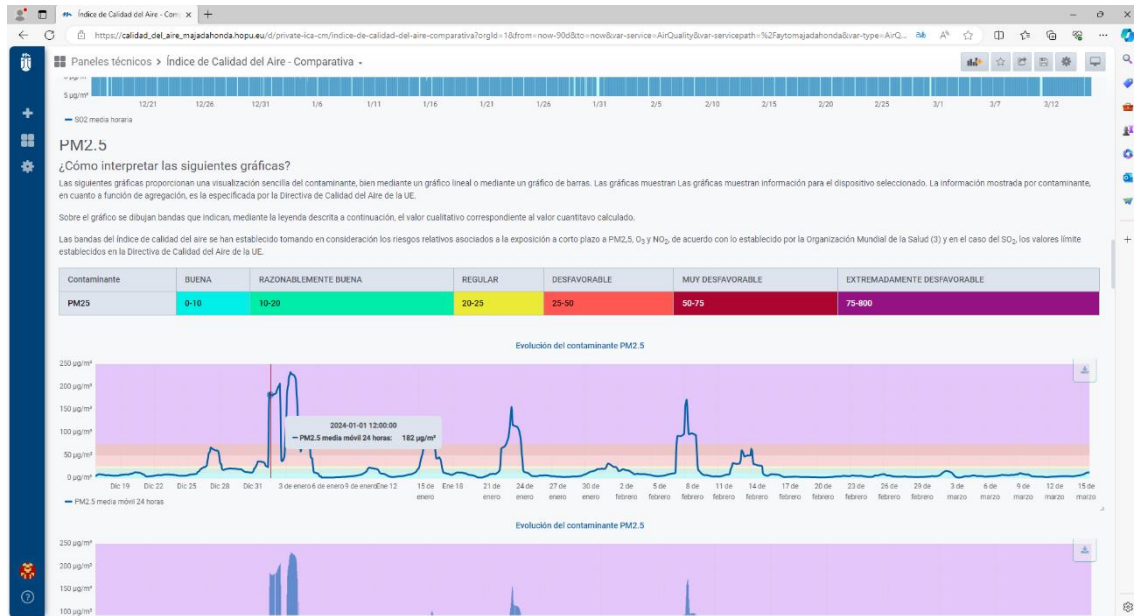 Índice de Calidad del Aire - Com
https://calidad_del_aire_majadahonda.hopu.eu/d/private-ica-cm/indice-de-calidad-del-aire-comparativa?orgId=1&from=now-90d&to=now&var-service=AirQuality&var-servicepath=%2Faytomajadahonda&var-type=AirQ...
Paneles técnicos > Índice de Calidad del Aire - Comparativa
5 µg/m³
12/21 12/26 12/31 1/6 1/11 1/16 1/21 1/26 1/31 2/5 2/10 2/15 2/20 2/25 3/1 3/7 3/12
SO2 media horaria
PM2.5
¿Cómo interpretar las siguientes gráficas?
Las siguientes gráficas proporcionan una visualización sencilla del contaminante, bien mediante un gráfico lineal o mediante un gráfico de barras. Las gráficas muestran Las gráficas muestran información para el dispositivo seleccionado. La información mostrada por contaminante,
en cuanto a función de agregación, es la especificada por la Directiva de Calidad del Aire de la UE.
Sobre el gráfico se dibujan bandas que indican, mediante la leyenda descrita a continuación, el valor cualitativo correspondiente al valor cuantitavo calculado.
Las bandas del índice de calidad del aire se han establecido tomando en consideración los riesgos relativos asociados a la exposición a corto plazo a PM2,5, O₃ y NO₂, de acuerdo con lo establecido por la Organización Mundial de la Salud (3) y en el caso del SO₂, los valores límite
establecidos en la Directiva de Calidad del Aire de la UE.
Contaminante BUENA RAZONABLEMENTE BUENA REGULAR DESFAVORABLE MUY DESFAVORABLE EXTREMADAMENTE DESFAVORABLE
PM25 0-10 10-20 20-25 25-50 50-75 75-800
Evolución del contaminante PM2.5
250 µg/m³
200 µg/m³
150 µg/m³
100 µg/m³
50 µg/m³
0 µg/m³
2024-01-01 12:00:00
PM2.5 media móvil 24 horas: 182 µg/m³
Dic 19 Dic 22 Dic 25 Dic 28 Dic 31 3 de enero 6 de enero 9 de enero Ene 12 15 de enero Ene 18 21 de enero 24 de enero 27 de enero 30 de enero 2 de febrero 5 de febrero 8 de febrero 11 de febrero 14 de febrero 17 de febrero 20 de febrero 23 de febrero 26 de febrero 29 de febrero 3 de marzo 6 de marzo 9 de marzo 12 de marzo 15 de marzo
PM2.5 media móvil 24 horas
Evolución del contaminante PM2.5
250 µg/m³
200 µg/m³
150 µg/m³
100 µg/m³